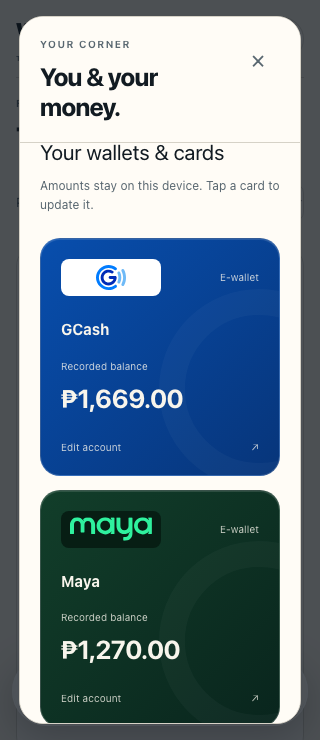 YOUR CORNER
You & your
money.
Your wallets & cards
Amounts stay on this device. Tap a card to
update it.
E-wallet
GCash
Recorded balance
₱1,669.00
Edit account ↗
maya
E-wallet
Maya
Recorded balance
₱1,270.00
Edit account ↗